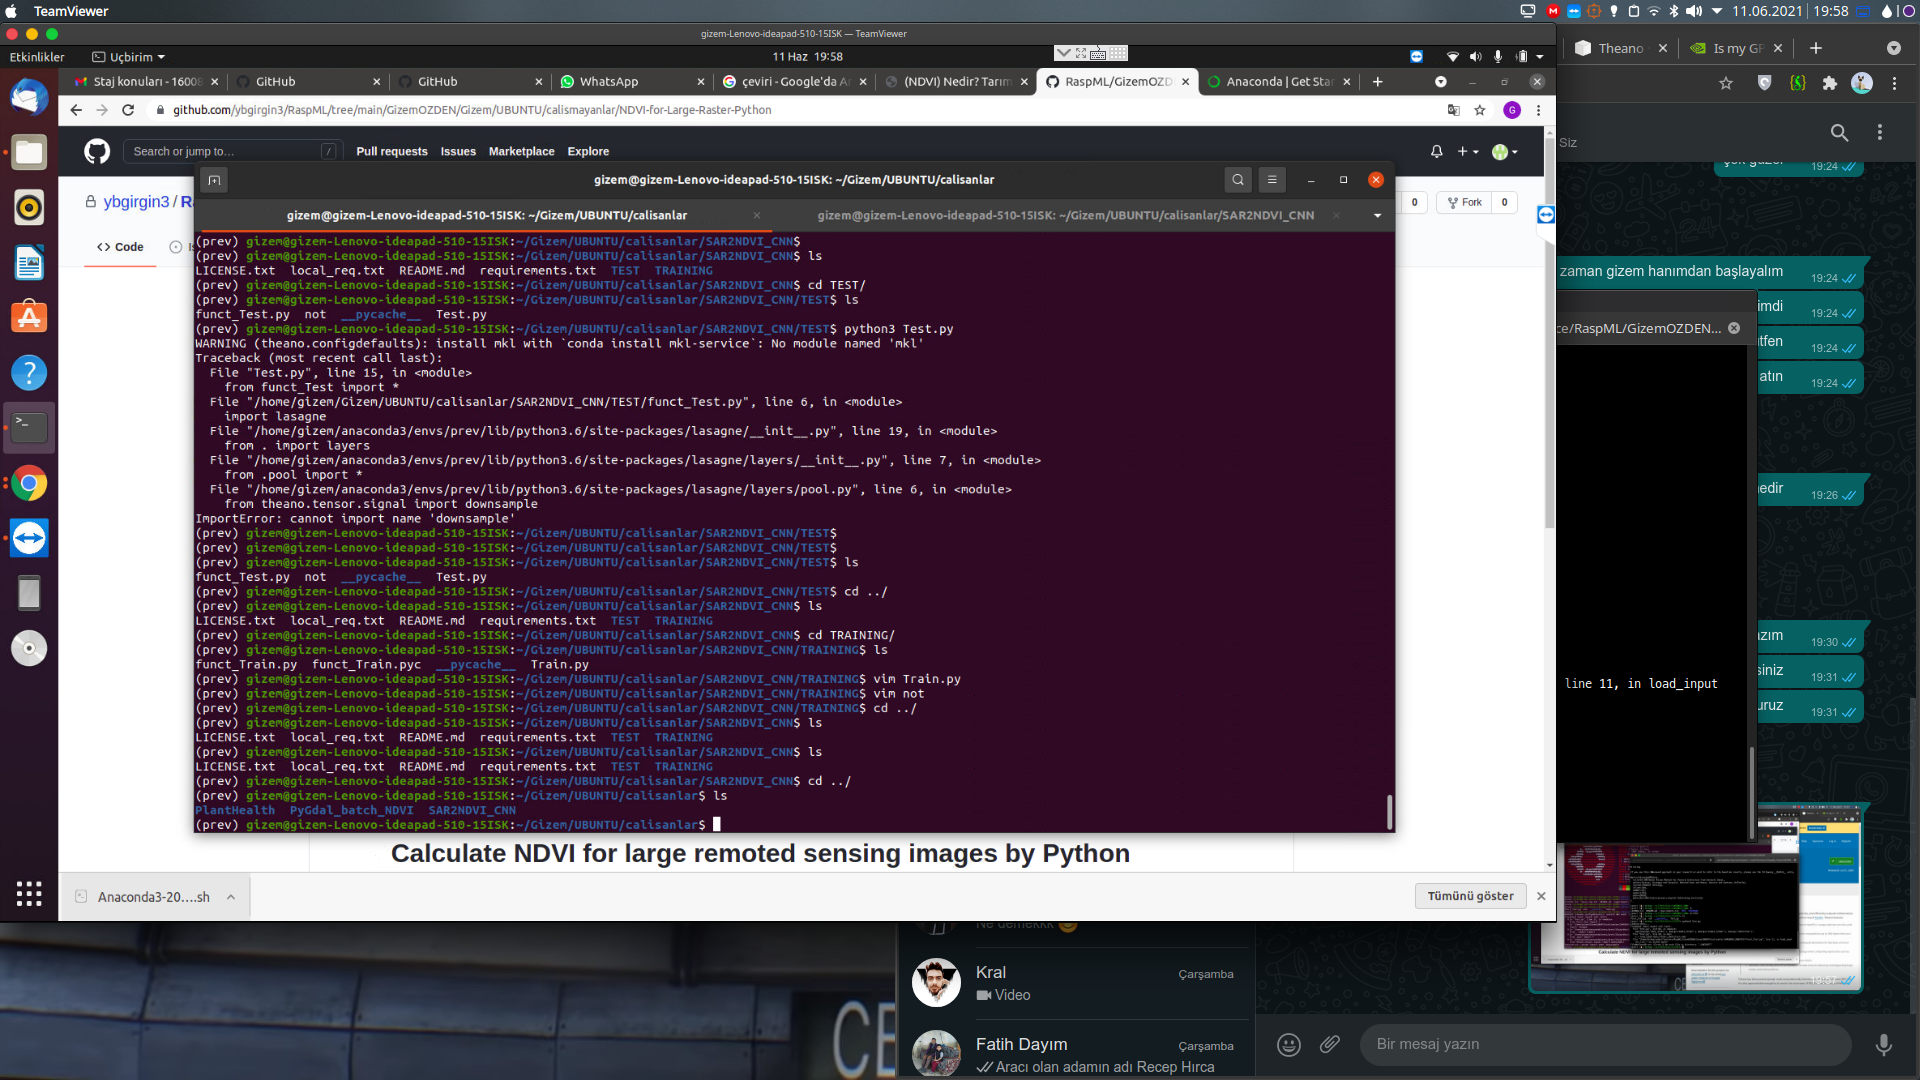 TeamViewer
11.06.2021 19:58
gizem-Lenovo-ideapad-510-15ISK — TeamViewer
Etkinlikler
Uçbirim
11 Haz 19:58
Staj konuları - 16008
GitHub
GitHub
WhatsApp
çeviri - Google'da A
(NDVI) Nedir? Tarım
RaspML/GizemOZD
Anaconda | Get Star
Theano
Is my GP
github.com/ybgirgin3/RaspML/tree/main/GizemOZDEN/Gizem/UBUNTU/calismayanlar/NDVI-for-Large-Raster-Python
G
Search or jump to…
/
Pull requests
Issues
Marketplace
Explore
Siz
ybgirgin3 / Ra
0
Fork
0
Code
Is
gizem@gizem-Lenovo-ideapad-510-15ISK: ~/Gizem/UBUNTU/calisanlar
gizem@gizem-Lenovo-ideapad-510-15ISK: ~/Gizem/UBUNTU/calisanlar
gizem@gizem-Lenovo-ideapad-510-15ISK: ~/Gizem/UBUNTU/calisanlar/SAR2NDVI_CNN
(prev) gizem@gizem-Lenovo-ideapad-510-15ISK:~/Gizem/UBUNTU/calisanlar/SAR2NDVI_CNN$
(prev) gizem@gizem-Lenovo-ideapad-510-15ISK:~/Gizem/UBUNTU/calisanlar/SAR2NDVI_CNN$ ls
LICENSE.txt local_req.txt README.md requirements.txt TEST TRAINING
(prev) gizem@gizem-Lenovo-ideapad-510-15ISK:~/Gizem/UBUNTU/calisanlar/SAR2NDVI_CNN$ cd TEST/
(prev) gizem@gizem-Lenovo-ideapad-510-15ISK:~/Gizem/UBUNTU/calisanlar/SAR2NDVI_CNN/TEST$ ls
funct_Test.py not __pycache__ Test.py
(prev) gizem@gizem-Lenovo-ideapad-510-15ISK:~/Gizem/UBUNTU/calisanlar/SAR2NDVI_CNN/TEST$ python3 Test.py
WARNING (theano.configdefaults): install mkl with `conda install mkl-service`: No module named 'mkl'
Traceback (most recent call last):
File "Test.py", line 15, in <module>
from funct_Test import *
File "/home/gizem/Gizem/UBUNTU/calisanlar/SAR2NDVI_CNN/TEST/funct_Test.py", line 6, in <module>
import lasagne
File "/home/gizem/anaconda3/envs/prev/lib/python3.6/site-packages/lasagne/__init__.py", line 19, in <module>
from . import layers
File "/home/gizem/anaconda3/envs/prev/lib/python3.6/site-packages/lasagne/layers/__init__.py", line 7, in <module>
from .pool import *
File "/home/gizem/anaconda3/envs/prev/lib/python3.6/site-packages/lasagne/layers/pool.py", line 6, in <module>
from theano.tensor.signal import downsample
ImportError: cannot import name 'downsample'
(prev) gizem@gizem-Lenovo-ideapad-510-15ISK:~/Gizem/UBUNTU/calisanlar/SAR2NDVI_CNN/TEST$
(prev) gizem@gizem-Lenovo-ideapad-510-15ISK:~/Gizem/UBUNTU/calisanlar/SAR2NDVI_CNN/TEST$
(prev) gizem@gizem-Lenovo-ideapad-510-15ISK:~/Gizem/UBUNTU/calisanlar/SAR2NDVI_CNN/TEST$ ls
funct_Test.py not __pycache__ Test.py
(prev) gizem@gizem-Lenovo-ideapad-510-15ISK:~/Gizem/UBUNTU/calisanlar/SAR2NDVI_CNN/TEST$ cd ../
(prev) gizem@gizem-Lenovo-ideapad-510-15ISK:~/Gizem/UBUNTU/calisanlar/SAR2NDVI_CNN$ ls
LICENSE.txt local_req.txt README.md requirements.txt TEST TRAINING
(prev) gizem@gizem-Lenovo-ideapad-510-15ISK:~/Gizem/UBUNTU/calisanlar/SAR2NDVI_CNN$ cd TRAINING/
(prev) gizem@gizem-Lenovo-ideapad-510-15ISK:~/Gizem/UBUNTU/calisanlar/SAR2NDVI_CNN/TRAINING$ ls
funct_Train.py funct_Train.pyc __pycache__ Train.py
(prev) gizem@gizem-Lenovo-ideapad-510-15ISK:~/Gizem/UBUNTU/calisanlar/SAR2NDVI_CNN/TRAINING$ vim Train.py
(prev) gizem@gizem-Lenovo-ideapad-510-15ISK:~/Gizem/UBUNTU/calisanlar/SAR2NDVI_CNN/TRAINING$ vim not
(prev) gizem@gizem-Lenovo-ideapad-510-15ISK:~/Gizem/UBUNTU/calisanlar/SAR2NDVI_CNN/TRAINING$ cd ../
(prev) gizem@gizem-Lenovo-ideapad-510-15ISK:~/Gizem/UBUNTU/calisanlar/SAR2NDVI_CNN$ ls
LICENSE.txt local_req.txt README.md requirements.txt TEST TRAINING
(prev) gizem@gizem-Lenovo-ideapad-510-15ISK:~/Gizem/UBUNTU/calisanlar/SAR2NDVI_CNN$ ls
LICENSE.txt local_req.txt README.md requirements.txt TEST TRAINING
(prev) gizem@gizem-Lenovo-ideapad-510-15ISK:~/Gizem/UBUNTU/calisanlar/SAR2NDVI_CNN$ cd ../
(prev) gizem@gizem-Lenovo-ideapad-510-15ISK:~/Gizem/UBUNTU/calisanlar$ ls
PlantHealth PyGdal_batch_NDVI SAR2NDVI_CNN
(prev) gizem@gizem-Lenovo-ideapad-510-15ISK:~/Gizem/UBUNTU/calisanlar$
Calculate NDVI for large remoted sensing images by Python
Anaconda3-20....sh
Tümünü göster
çok güzel
19:24
zaman gizem hanımdan başlayalım
19:24
imdi
19:24
ce/RaspML/GizemOZDEN...
tfen
19:24
atın
19:24
edir
19:26
azım
19:30
siniz
19:31
line 11, in load_input
uruz
19:31
19:57
Ne demekkk
Kral
Çarşamba
Video
Fatih Dayım
Çarşamba
Aracı olan adamın adı Recep Hırca
Bir mesaj yazın
CE